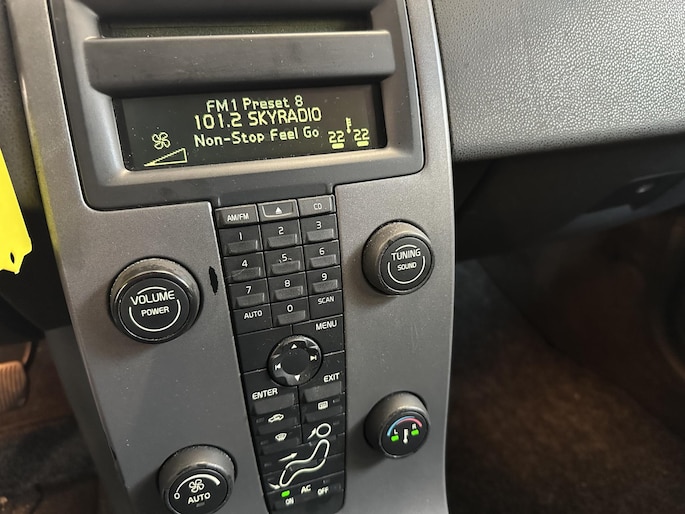 FM1 Preset 8
101.2 SKYRADIO
Non-Stop Feel Go
22 22
AM/FM
CD
1 2 3
4 5 6
7 8 9
AUTO 0 SCAN
MENU
ENTER EXIT
VOLUME
POWER
TUNING
SOUND
L R
0 AUTO
AC
ON OFF